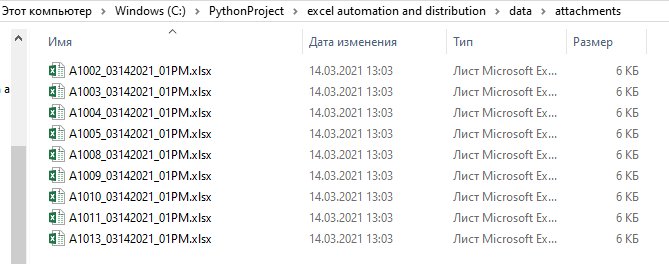 Этот компьютер > Windows (C:) > PythonProject > excel automation and distribution > data > attachments
Имя Дата изменения Тип Размер
A1002_03142021_01PM.xlsx 14.03.2021 13:03 Лист Microsoft Ex... 6 КБ
A1003_03142021_01PM.xlsx 14.03.2021 13:03 Лист Microsoft Ex... 6 КБ
A1004_03142021_01PM.xlsx 14.03.2021 13:03 Лист Microsoft Ex... 6 КБ
A1005_03142021_01PM.xlsx 14.03.2021 13:03 Лист Microsoft Ex... 6 КБ
A1008_03142021_01PM.xlsx 14.03.2021 13:03 Лист Microsoft Ex... 6 КБ
A1009_03142021_01PM.xlsx 14.03.2021 13:03 Лист Microsoft Ex... 6 КБ
A1010_03142021_01PM.xlsx 14.03.2021 13:03 Лист Microsoft Ex... 6 КБ
A1011_03142021_01PM.xlsx 14.03.2021 13:03 Лист Microsoft Ex... 6 КБ
A1013_03142021_01PM.xlsx 14.03.2021 13:03 Лист Microsoft Ex... 6 КБ